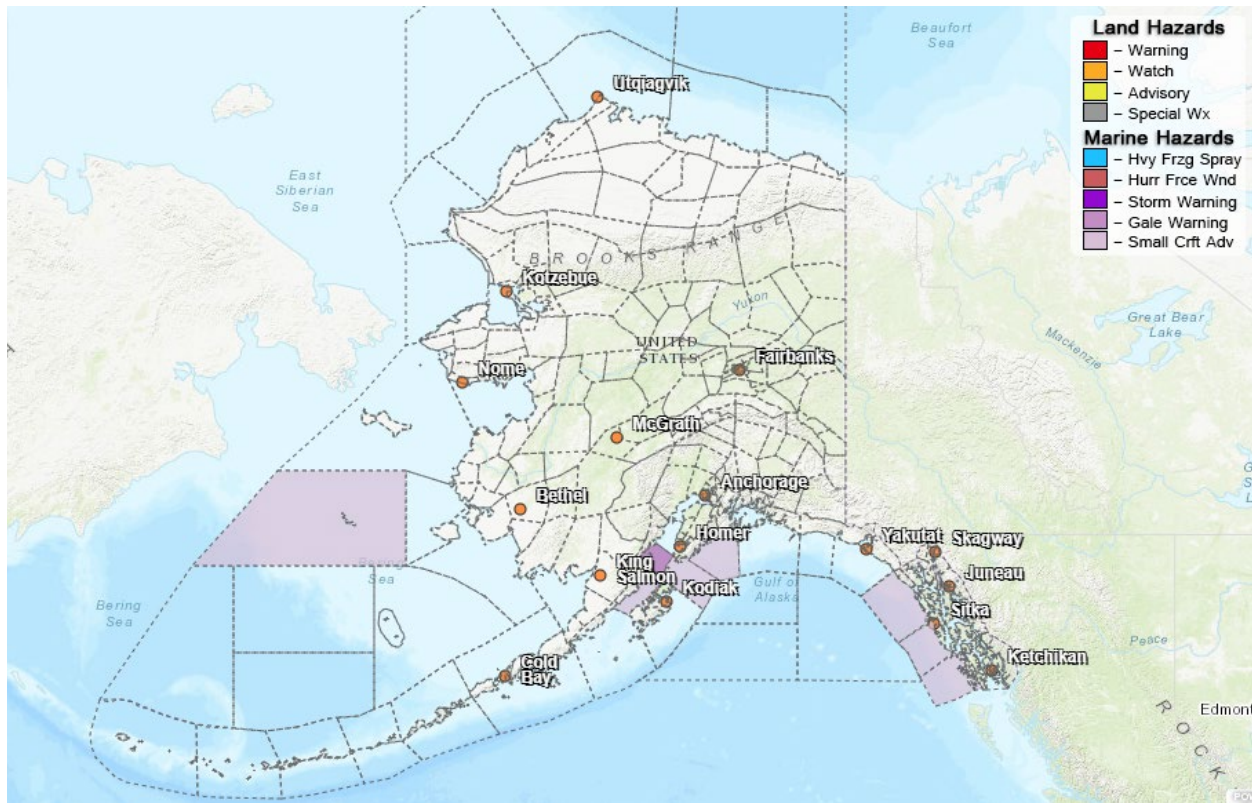 Land Hazards
– Warning
– Watch
– Advisory
– Special Wx
Marine Hazards
– Hvy Frzg Spray
– Hurr Frce Wnd
– Storm Warning
– Gale Warning
– Small Crft Adv
Beaufort
Sea
Utqiagvik
East
Siberian
Sea
BROOKS RANGE
Kotzebue
Yukon
Great Bear
Lake
Mackenzie
UNITED
STATES
Fairbanks
Nome
McGrath
Anchorage
Bethel
Homer
Yakutat
Skagway
King
Salmon
Sea
Kodiak
Gulf of
Alaska
Juneau
Bering
Sea
Sitka
Peace
Cold
Bay
Ketchikan
Edmont
ROCK